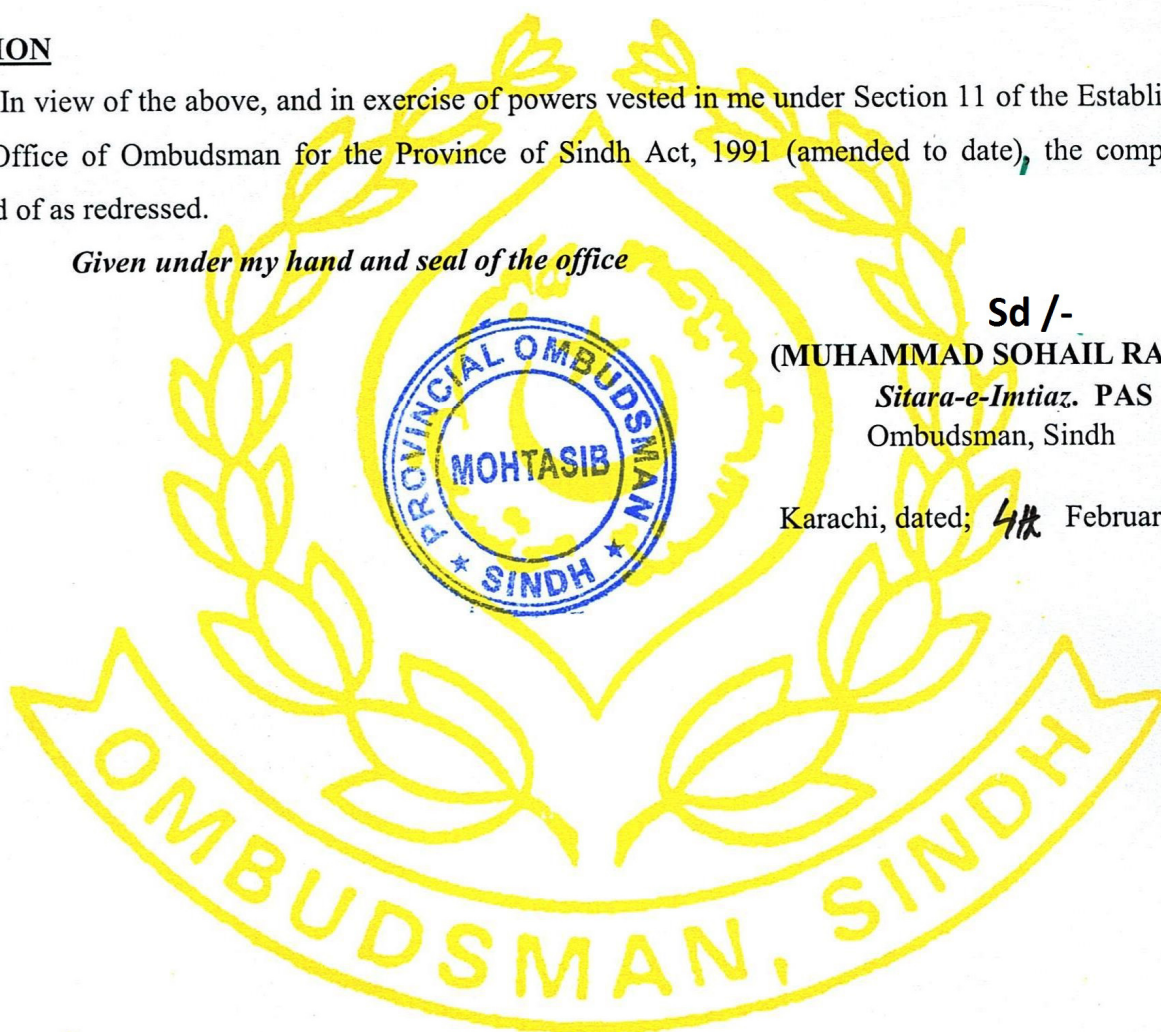 ION
In view of the above, and in exercise of powers vested in me under Section 11 of the Establi
Office of Ombudsman for the Province of Sindh Act, 1991 (amended to date), the comp
d of as redressed.
Given under my hand and seal of the office
Sd /-
(MUHAMMAD SOHAIL RA
Sitara-e-Imtiaz. PAS
Ombudsman, Sindh
Karachi, dated; 4th Februar
PROVINCIAL OMBUDSMAN
MOHTASIB
★ SINDH ★
OMBUDSMAN, SINDH